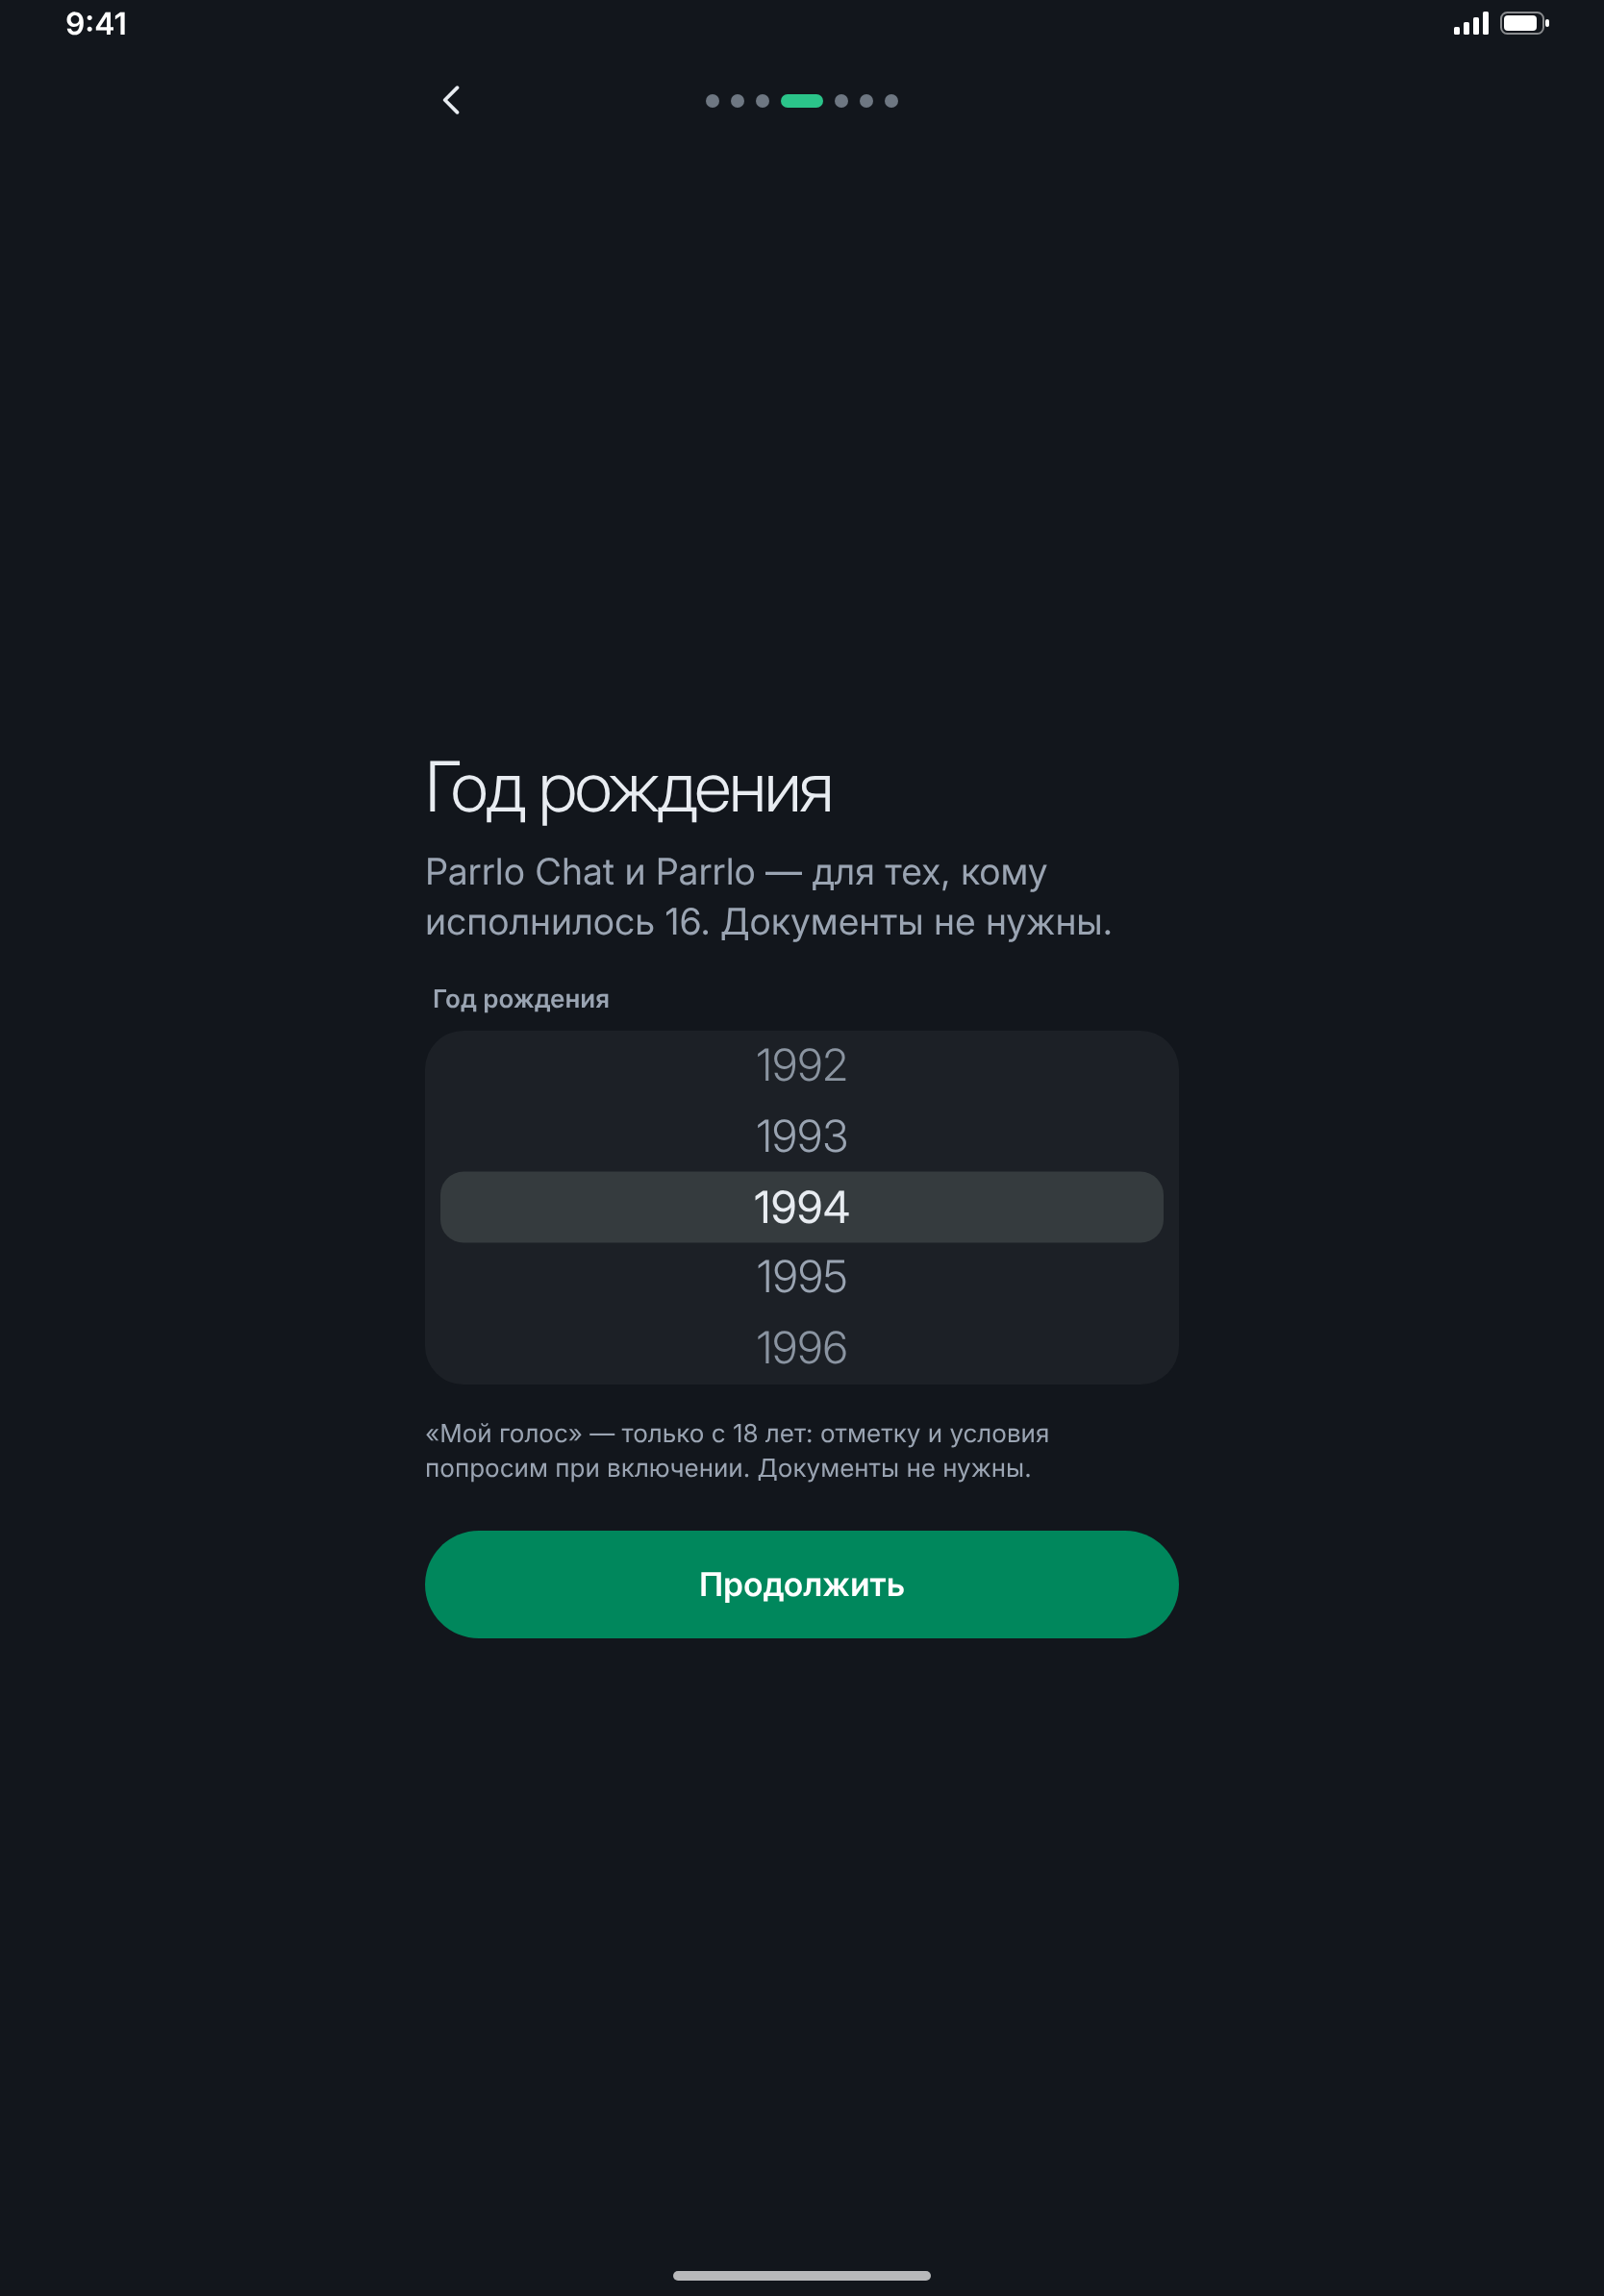 9:41
Год рождения
Parrlo Chat и Parrlo — для тех, кому
исполнилось 16. Документы не нужны.
Год рождения
1992
1993
1994
1995
1996
«Мой голос» — только с 18 лет: отметку и условия
попросим при включении. Документы не нужны.
Продолжить